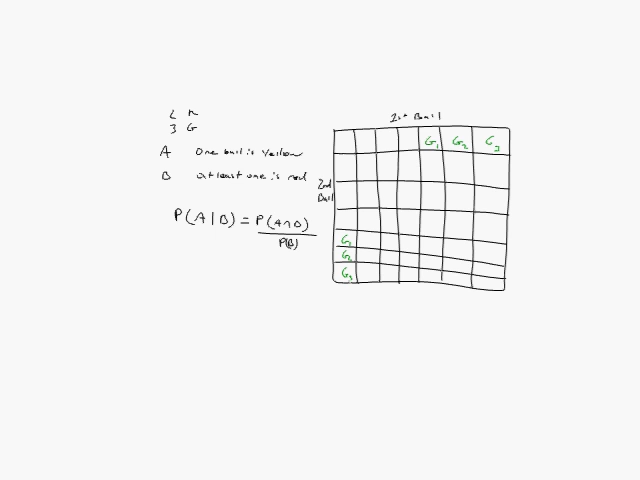 2 R
3 G
A One ball is Yellow
B at least one is red
P(A|B) = P(A∩B)
P(B)
1st Ball
G₁ G₂ G₃
2nd
Ball
G₁
G₂
G₃